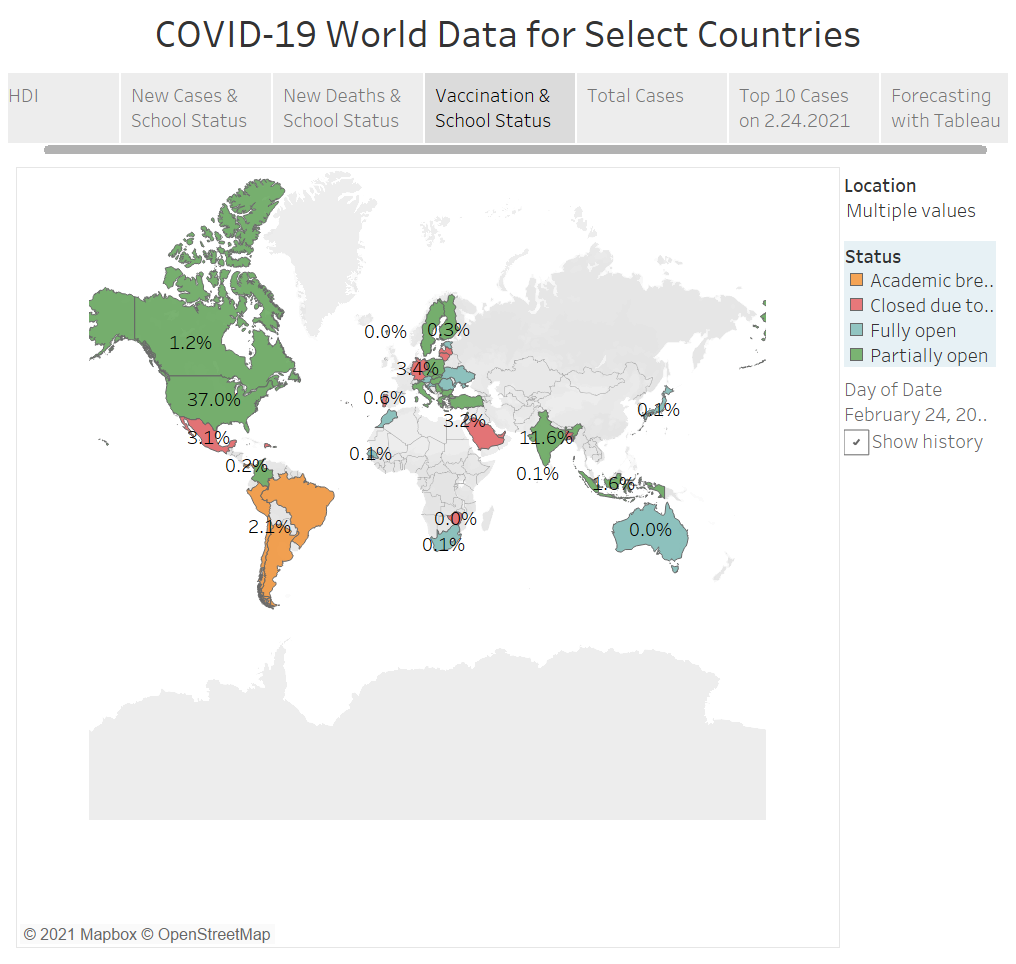 COVID-19 World Data for Select Countries
HDI
New Cases &
School Status
New Deaths &
School Status
Vaccination &
School Status
Total Cases
Top 10 Cases
on 2.24.2021
Forecasting
with Tableau
Location
Multiple values
Status
Academic bre..
Closed due to..
Fully open
Partially open
Day of Date
February 24, 20..
Show history
0.0%
0.3%
1.2%
3.4%
37.0%
0.6%
0.1%
3.1%
3.2%
11.6%
0.1%
0.2%
0.1%
1.6%
2.1%
0.0%
0.0%
0.1%
© 2021 Mapbox © OpenStreetMap